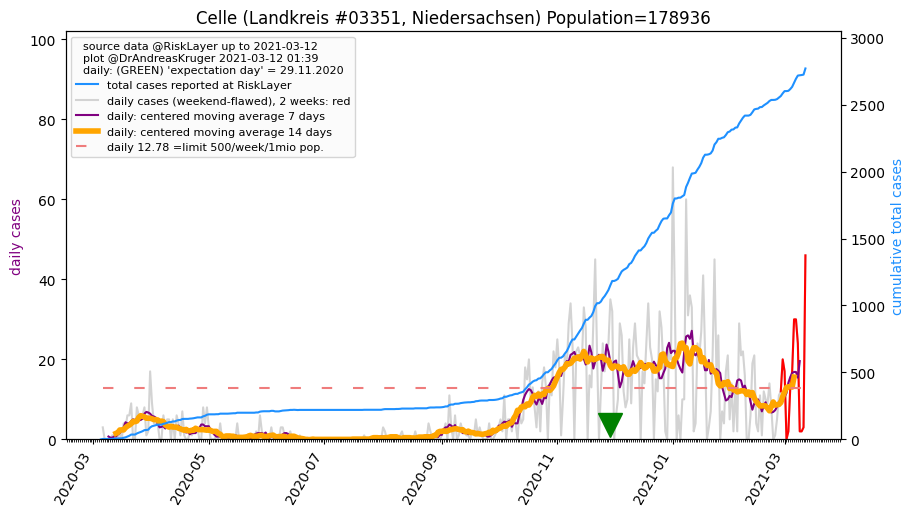 Celle (Landkreis #03351, Niedersachsen) Population=178936
source data @RiskLayer up to 2021-03-12
plot @DrAndreasKruger 2021-03-12 01:39
daily: (GREEN) 'expectation day' = 29.11.2020
total cases reported at RiskLayer
daily cases (weekend-flawed), 2 weeks: red
daily: centered moving average 7 days
daily: centered moving average 14 days
daily 12.78 =limit 500/week/1mio pop.
daily cases
100
80
60
40
20
0
cumulative total cases
3000
2500
2000
1500
1000
500
0
2020-03
2020-05
2020-07
2020-09
2020-11
2021-01
2021-03